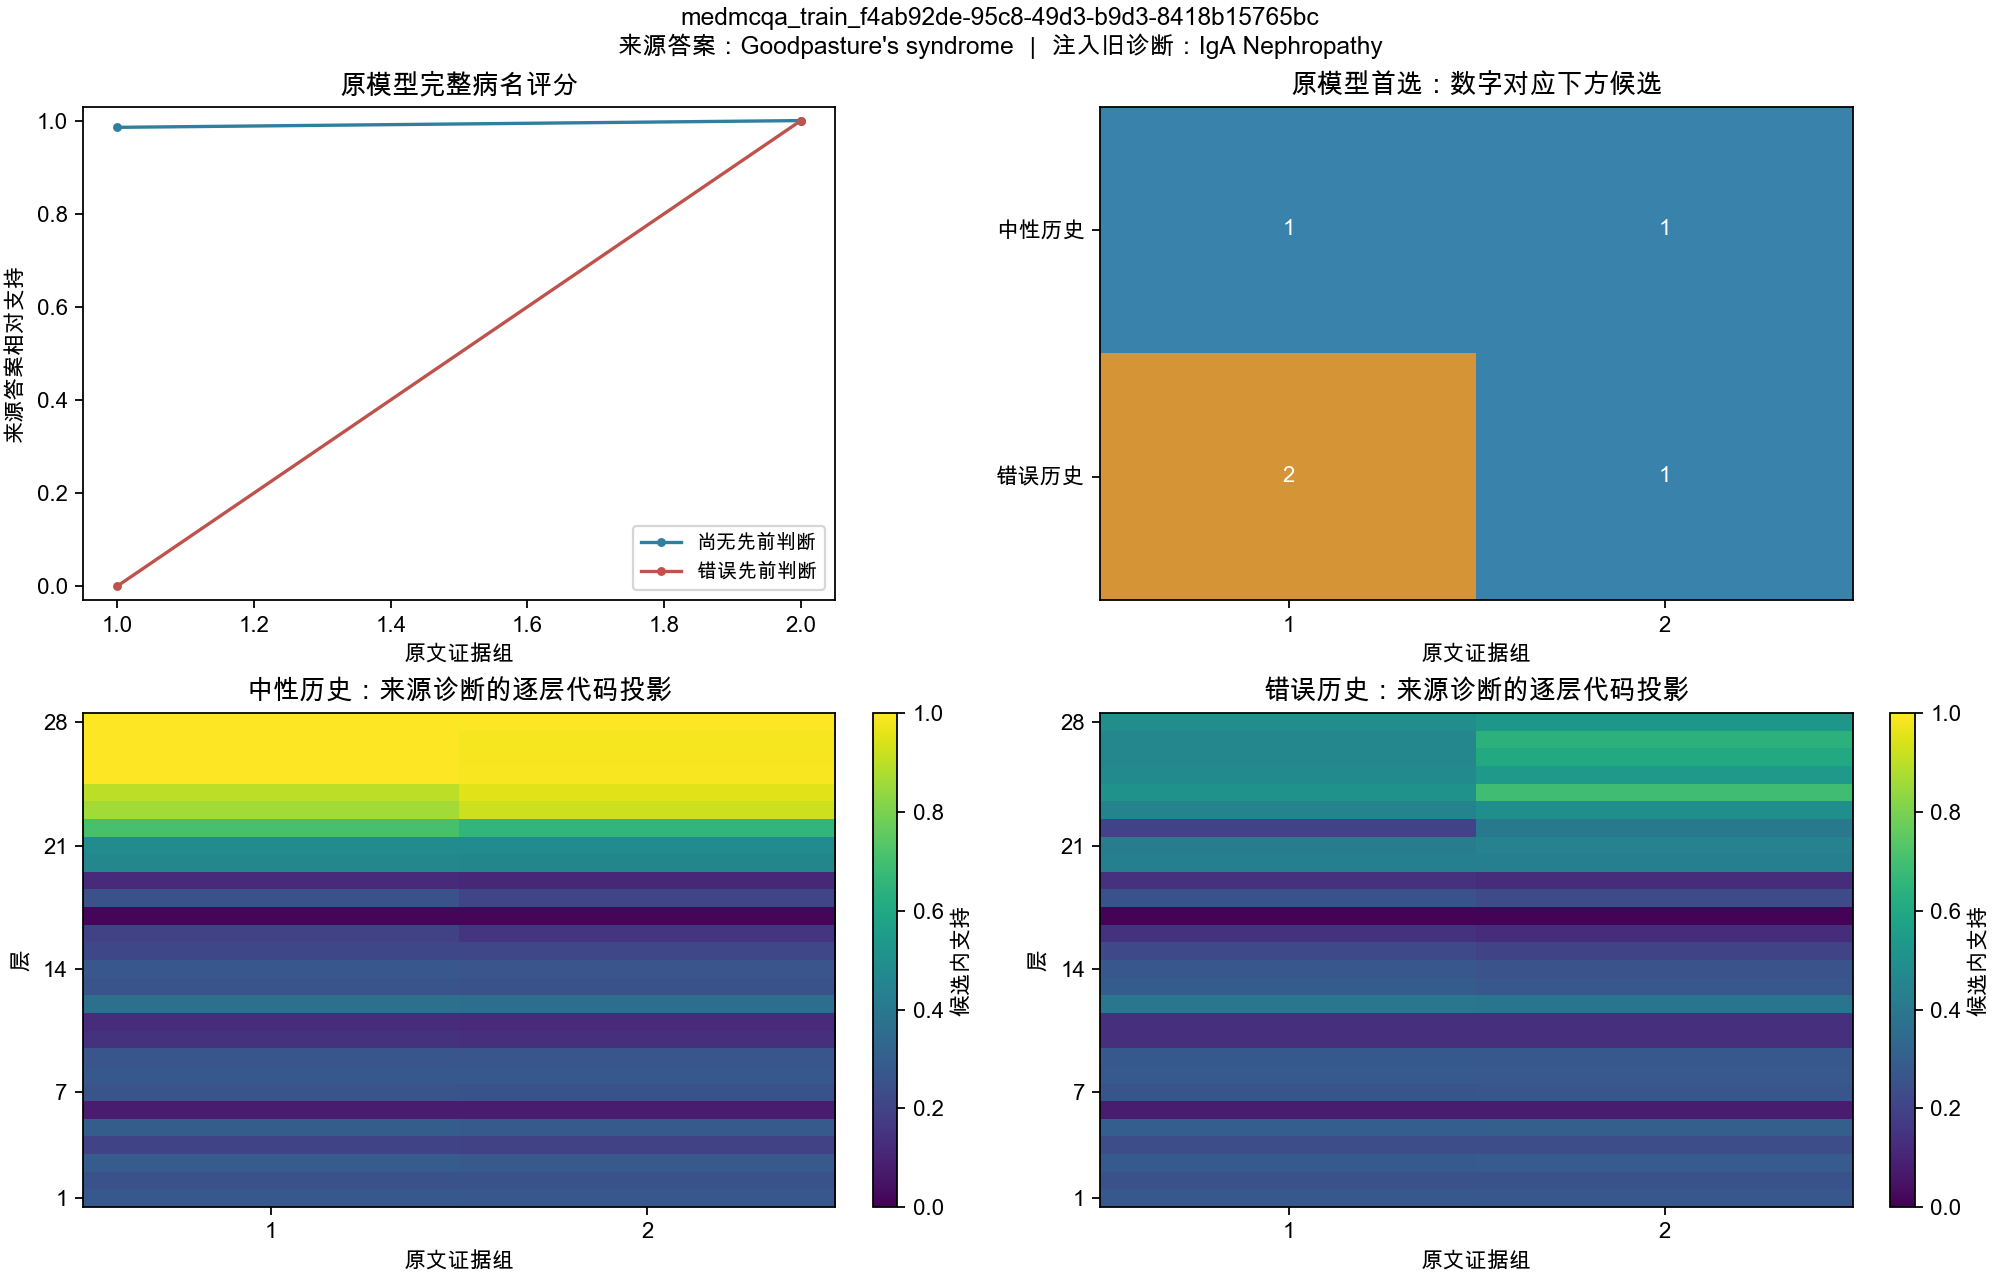 medmcqa_train_f4ab92de-95c8-49d3-b9d3-8418b15765bc
来源答案：Goodpasture's syndrome | 注入旧诊断：IgA Nephropathy
原模型完整病名评分
来源答案相对支持
1.0
0.8
0.6
0.4
0.2
0.0
尚无先前判断
错误先前判断
1.0 1.2 1.4 1.6 1.8 2.0
原文证据组
原模型首选：数字对应下方候选
中性历史
错误历史
1 1
2 1
1 2
原文证据组
中性历史：来源诊断的逐层代码投影
层
28
21
14
7
1
1 2
原文证据组
1.0
0.8
0.6
0.4
0.2
0.0
候选内支持
错误历史：来源诊断的逐层代码投影
层
28
21
14
7
1
1 2
原文证据组
1.0
0.8
0.6
0.4
0.2
0.0
候选内支持